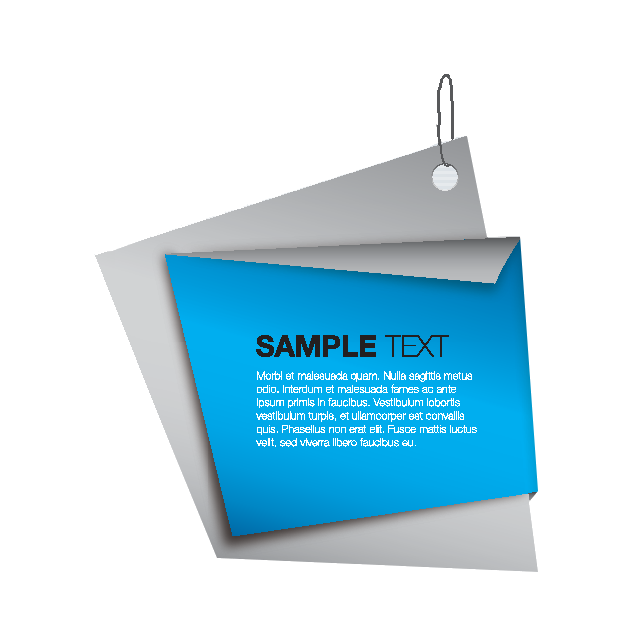 SAMPLE TEXT
Morbi et malesuada quam. Nulla sagittis metus
odio. Interdum et malesuada fames ac ante
ipsum primis in faucibus. Vestibulum lobortis
vestibulum turpis, et ullamcorper est convallis
quis. Phasellus non erat elit. Fusce mattis luctus
velit, sed viverra libero faucibus eu.